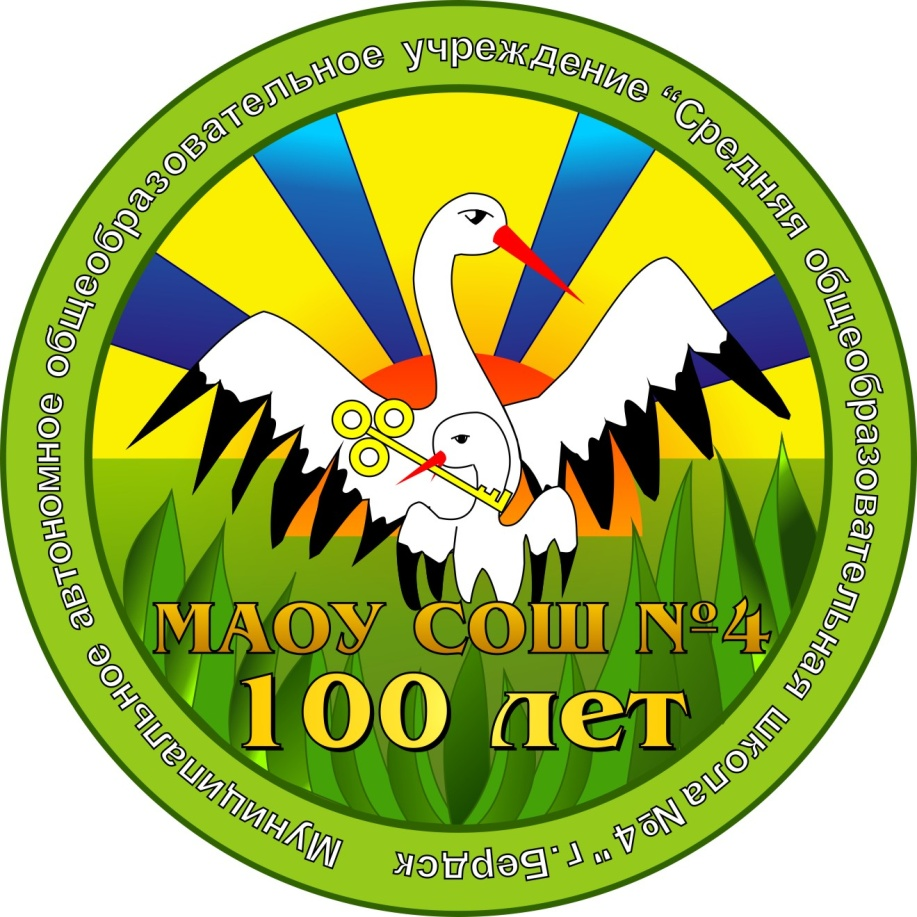 Муниципальное автономное общеобразовательное учреждение “Средняя общеобразовательная школа №4" г.Бердск
МАОУ СОШ №4
100 лет